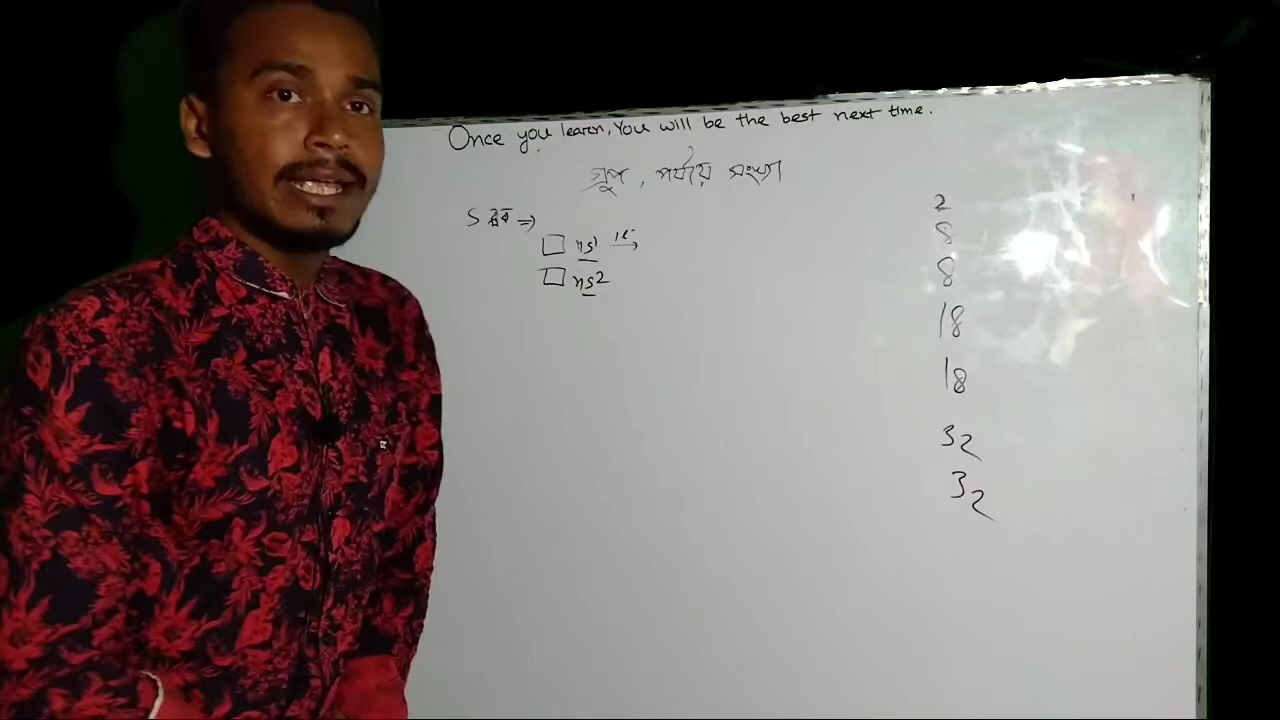 Once you learn, You will be the best next time.
গ্রুপ, পর্যায় সংখ্যা
S ব্লক ⇒
□ ns1 1e⁻ →
□ ns2
2
8
8
18
18
32
32